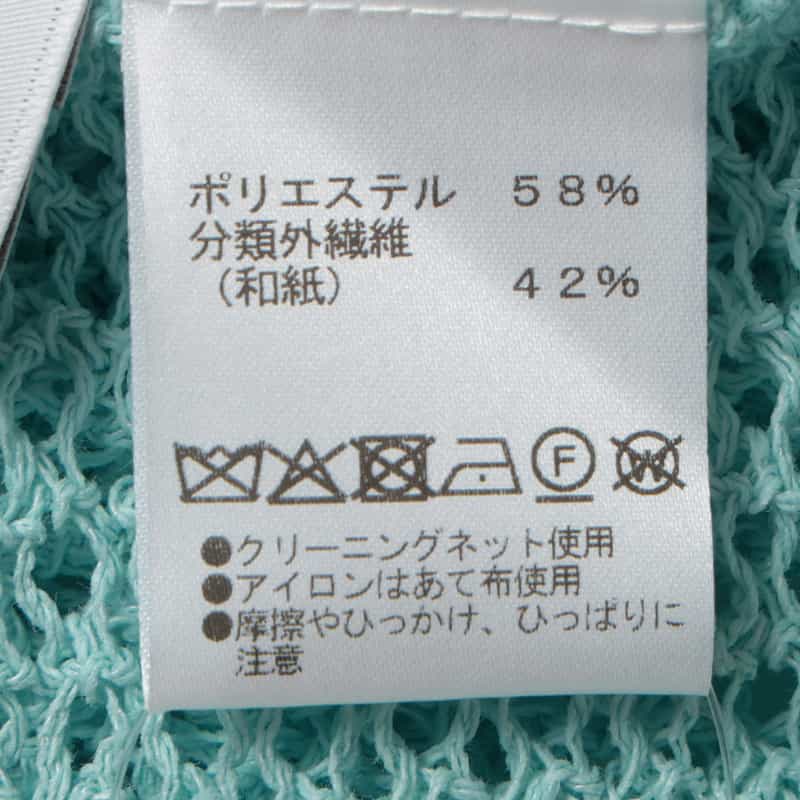 ポリエステル　５８％
分類外繊維
（和紙）　４２％
F
W
●クリーニングネット使用
●アイロンはあて布使用
●摩擦やひっかけ、ひっぱりに
注意